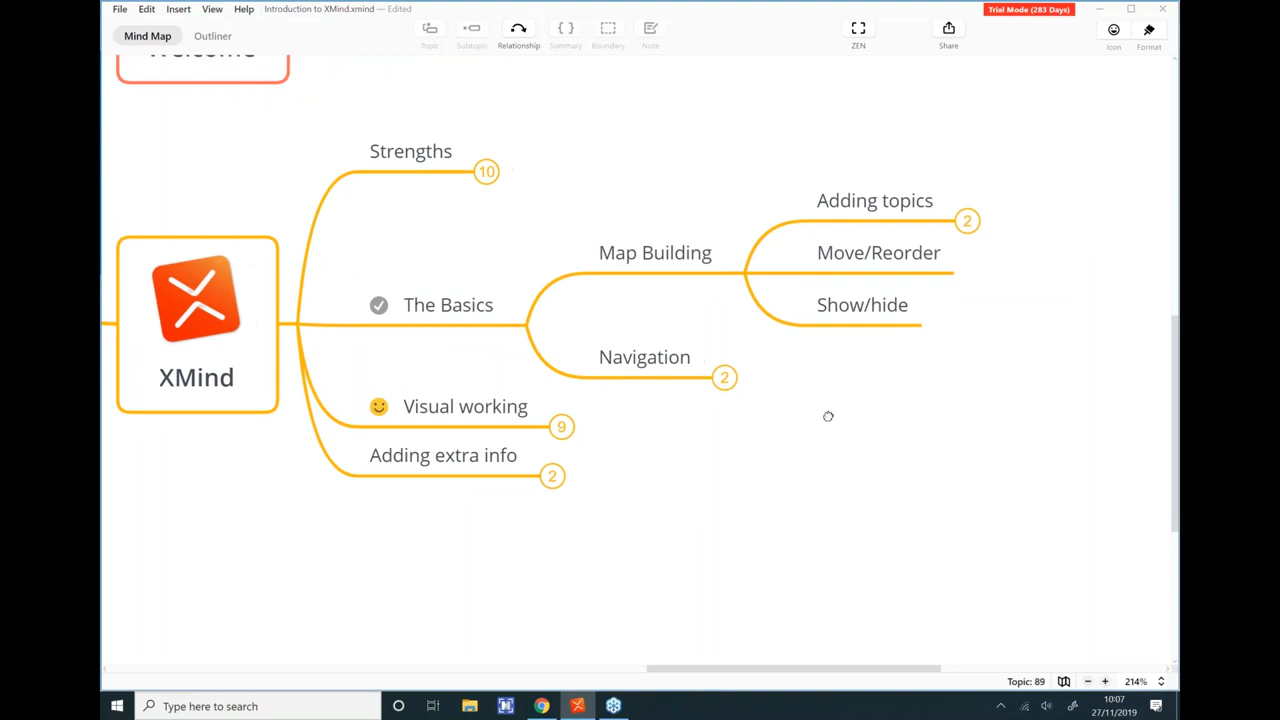 File Edit Insert View Help Introduction to XMind.xmind — Edited Trial Mode (283 Days)
Mind Map Outliner
Topic Subtopic Relationship Summary Boundary Note ZEN Share Icon Format
Welcome
Strengths 10
Adding topics 2
Map Building Move/Reorder
The Basics Show/hide
Navigation 2
XMind
Visual working 9
Adding extra info 2
Topic: 89 214%
Type here to search 10:07
27/11/2019